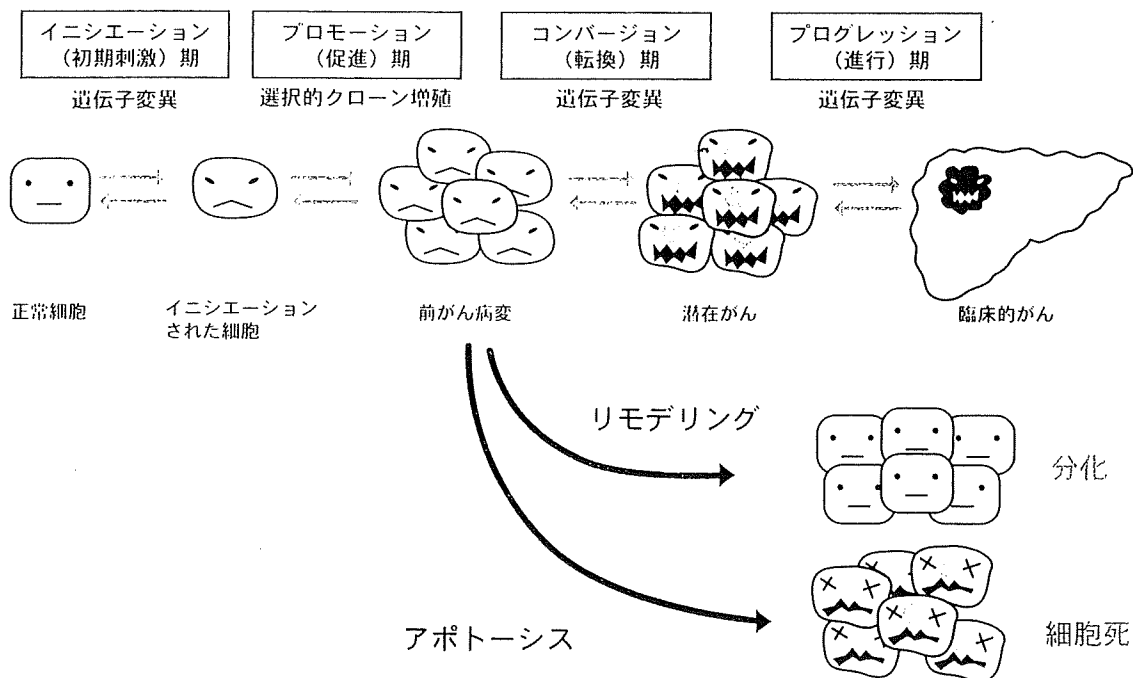 イニシエーション
(初期刺激)期
プロモーション
(促進)期
コンバージョン
(転換)期
プログレッション
(進行)期
遺伝子変異
選択的クローン増殖
遺伝子変異
遺伝子変異
正常細胞
イニシエーション
された細胞
前がん病変
潜在がん
臨床的がん
リモデリング
分化
アポトーシス
細胞死